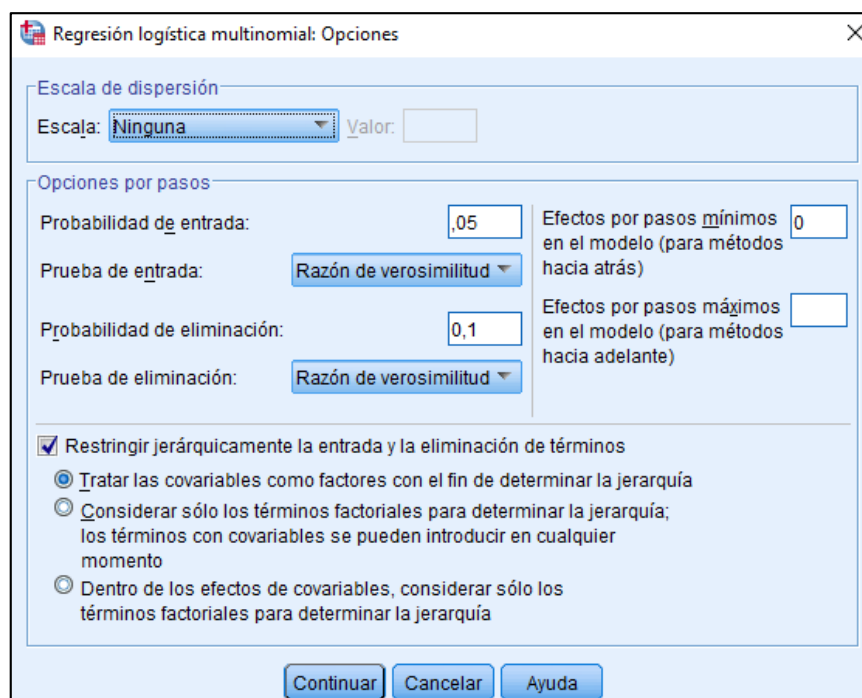 Regresión logística multinomial: Opciones
Escala de dispersión
Escala: Ninguna Valor:
Opciones por pasos
Probabilidad de entrada: ,05
Prueba de entrada: Razón de verosimilitud
Probabilidad de eliminación: 0,1
Prueba de eliminación: Razón de verosimilitud
Efectos por pasos mínimos 0
en el modelo (para métodos
hacia atrás)
Efectos por pasos máximos
en el modelo (para métodos
hacia adelante)
Restringir jerárquicamente la entrada y la eliminación de términos
Tratar las covariables como factores con el fin de determinar la jerarquía
Considerar sólo los términos factoriales para determinar la jerarquía;
los términos con covariables se pueden introducir en cualquier
momento
Dentro de los efectos de covariables, considerar sólo los
términos factoriales para determinar la jerarquía
Continuar Cancelar Ayuda